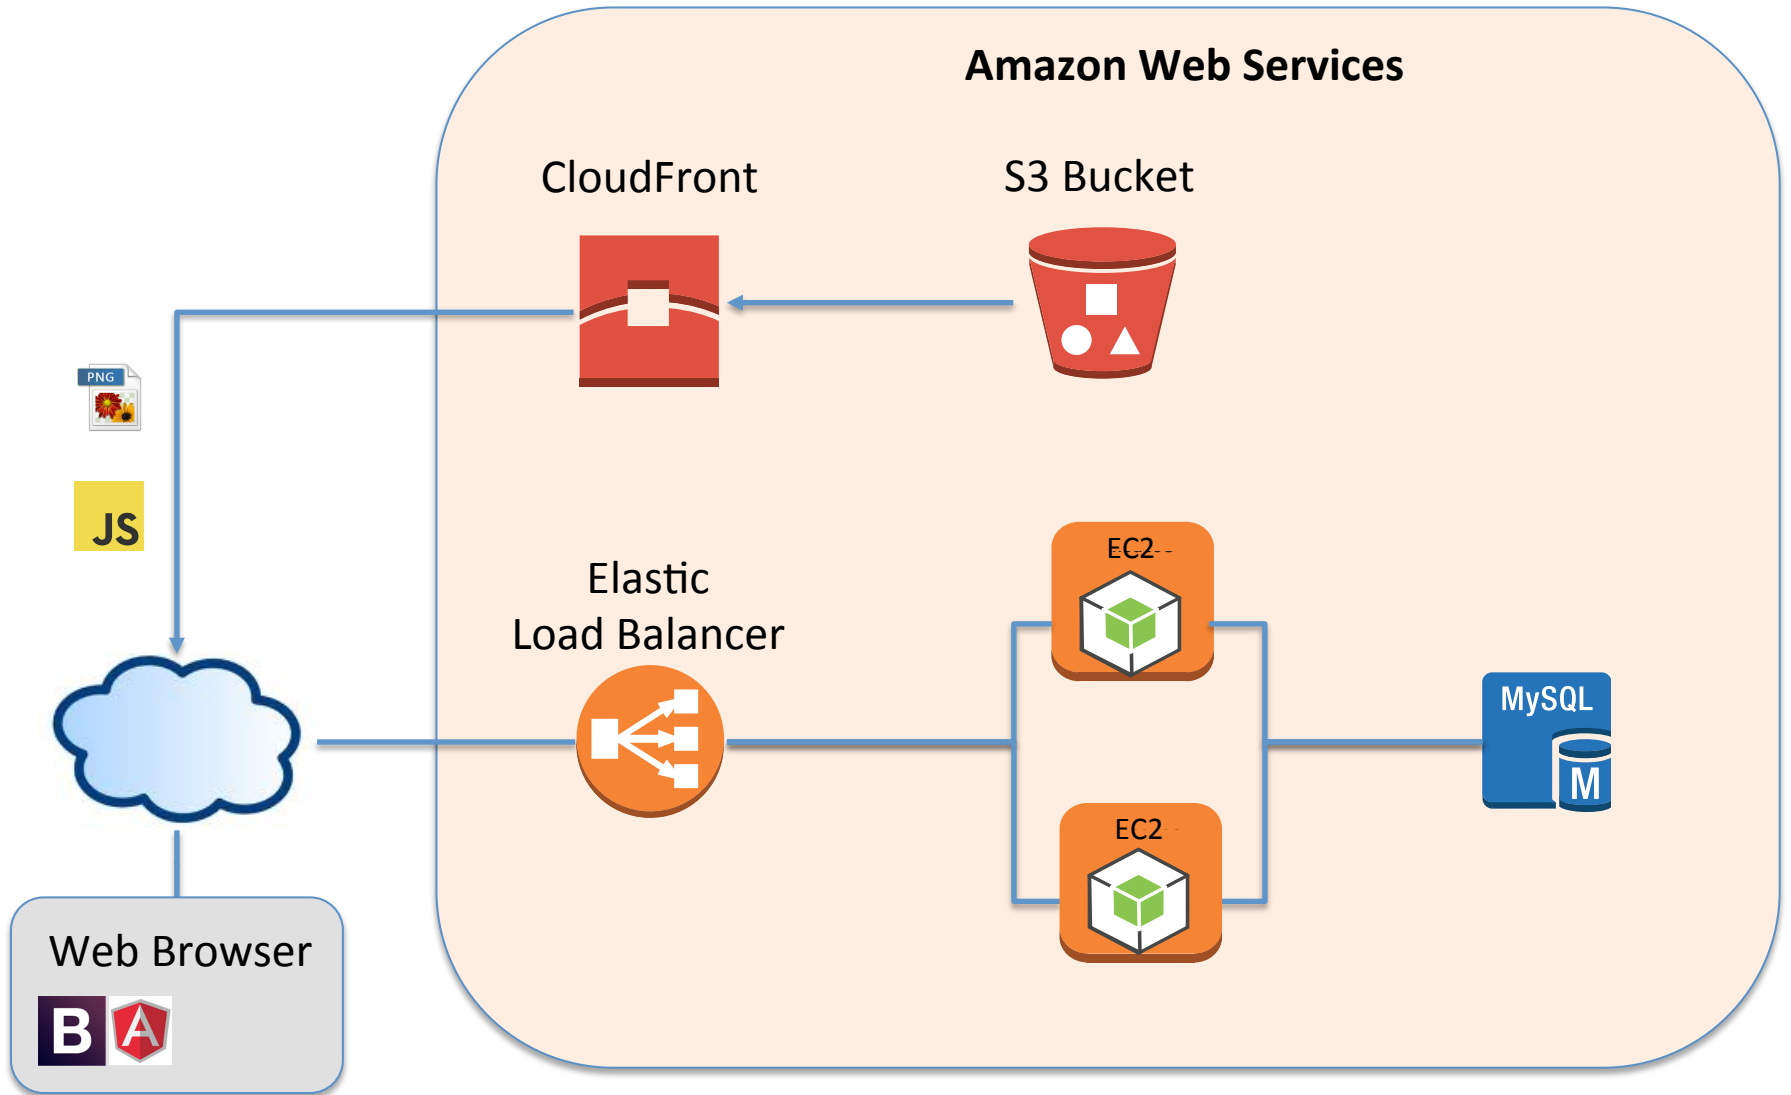 Amazon Web Services
CloudFront
S3 Bucket
PNG
JS
Elastic
Load Balancer
EC2
MySQL
M
EC2
Web Browser
B A